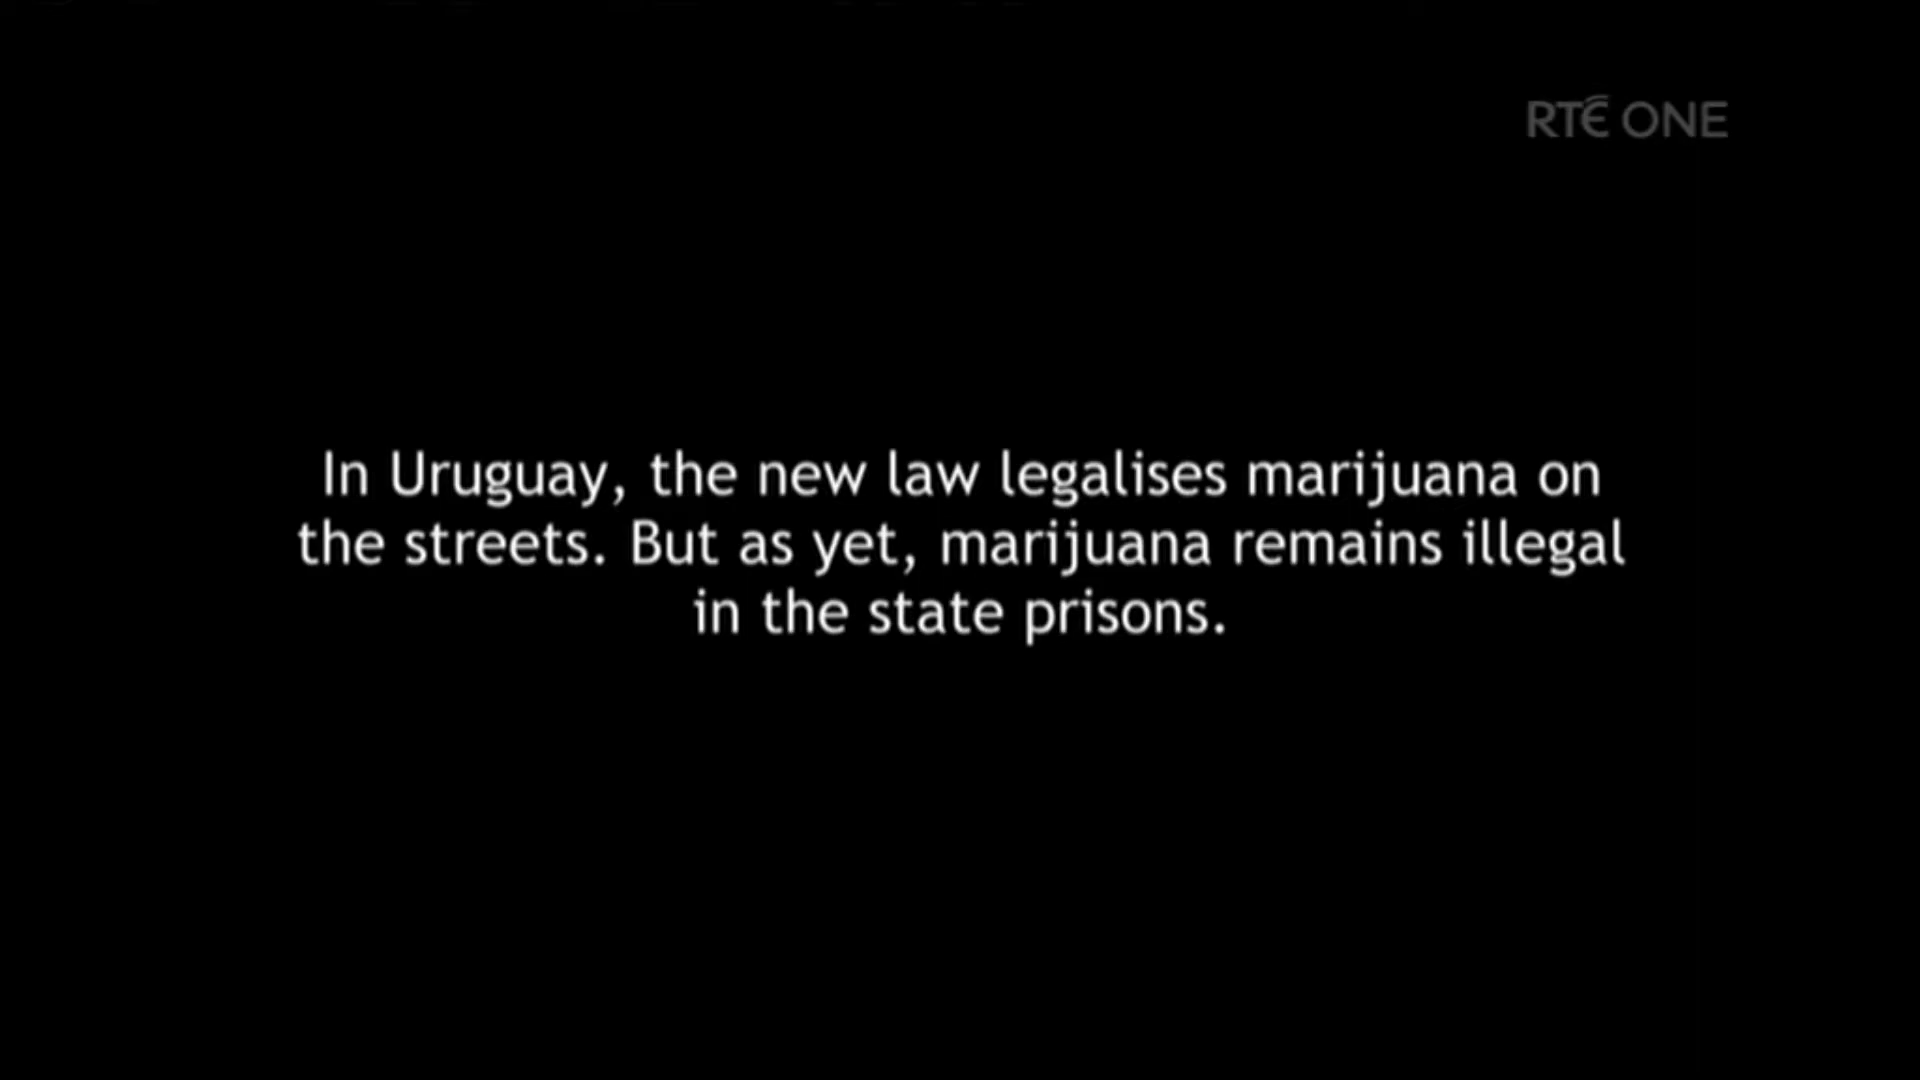 RTÉ ONE
In Uruguay, the new law legalises marijuana on
the streets. But as yet, marijuana remains illegal
in the state prisons.